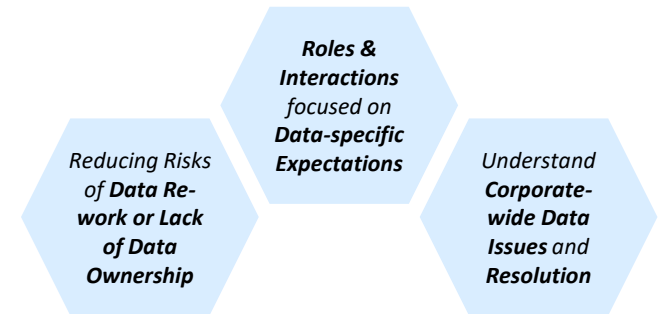 Reducing Risks
of Data Re-
work or Lack
of Data
Ownership
Roles &
Interactions
focused on
Data-specific
Expectations
Understand
Corporate-
wide Data
Issues and
Resolution